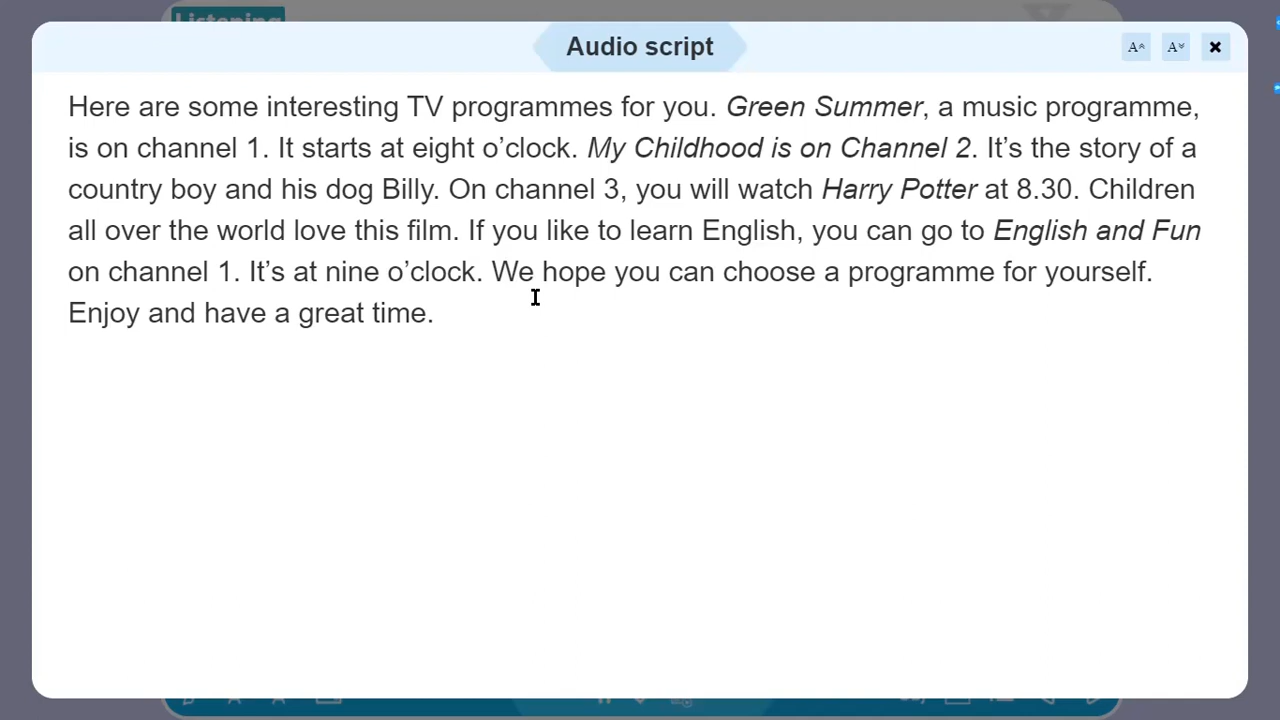 Listening
Audio script
A A
Here are some interesting TV programmes for you. Green Summer, a music programme,
is on channel 1. It starts at eight o’clock. My Childhood is on Channel 2. It’s the story of a
country boy and his dog Billy. On channel 3, you will watch Harry Potter at 8.30. Children
all over the world love this film. If you like to learn English, you can go to English and Fun
on channel 1. It’s at nine o’clock. We hope you can choose a programme for yourself.
Enjoy and have a great time.